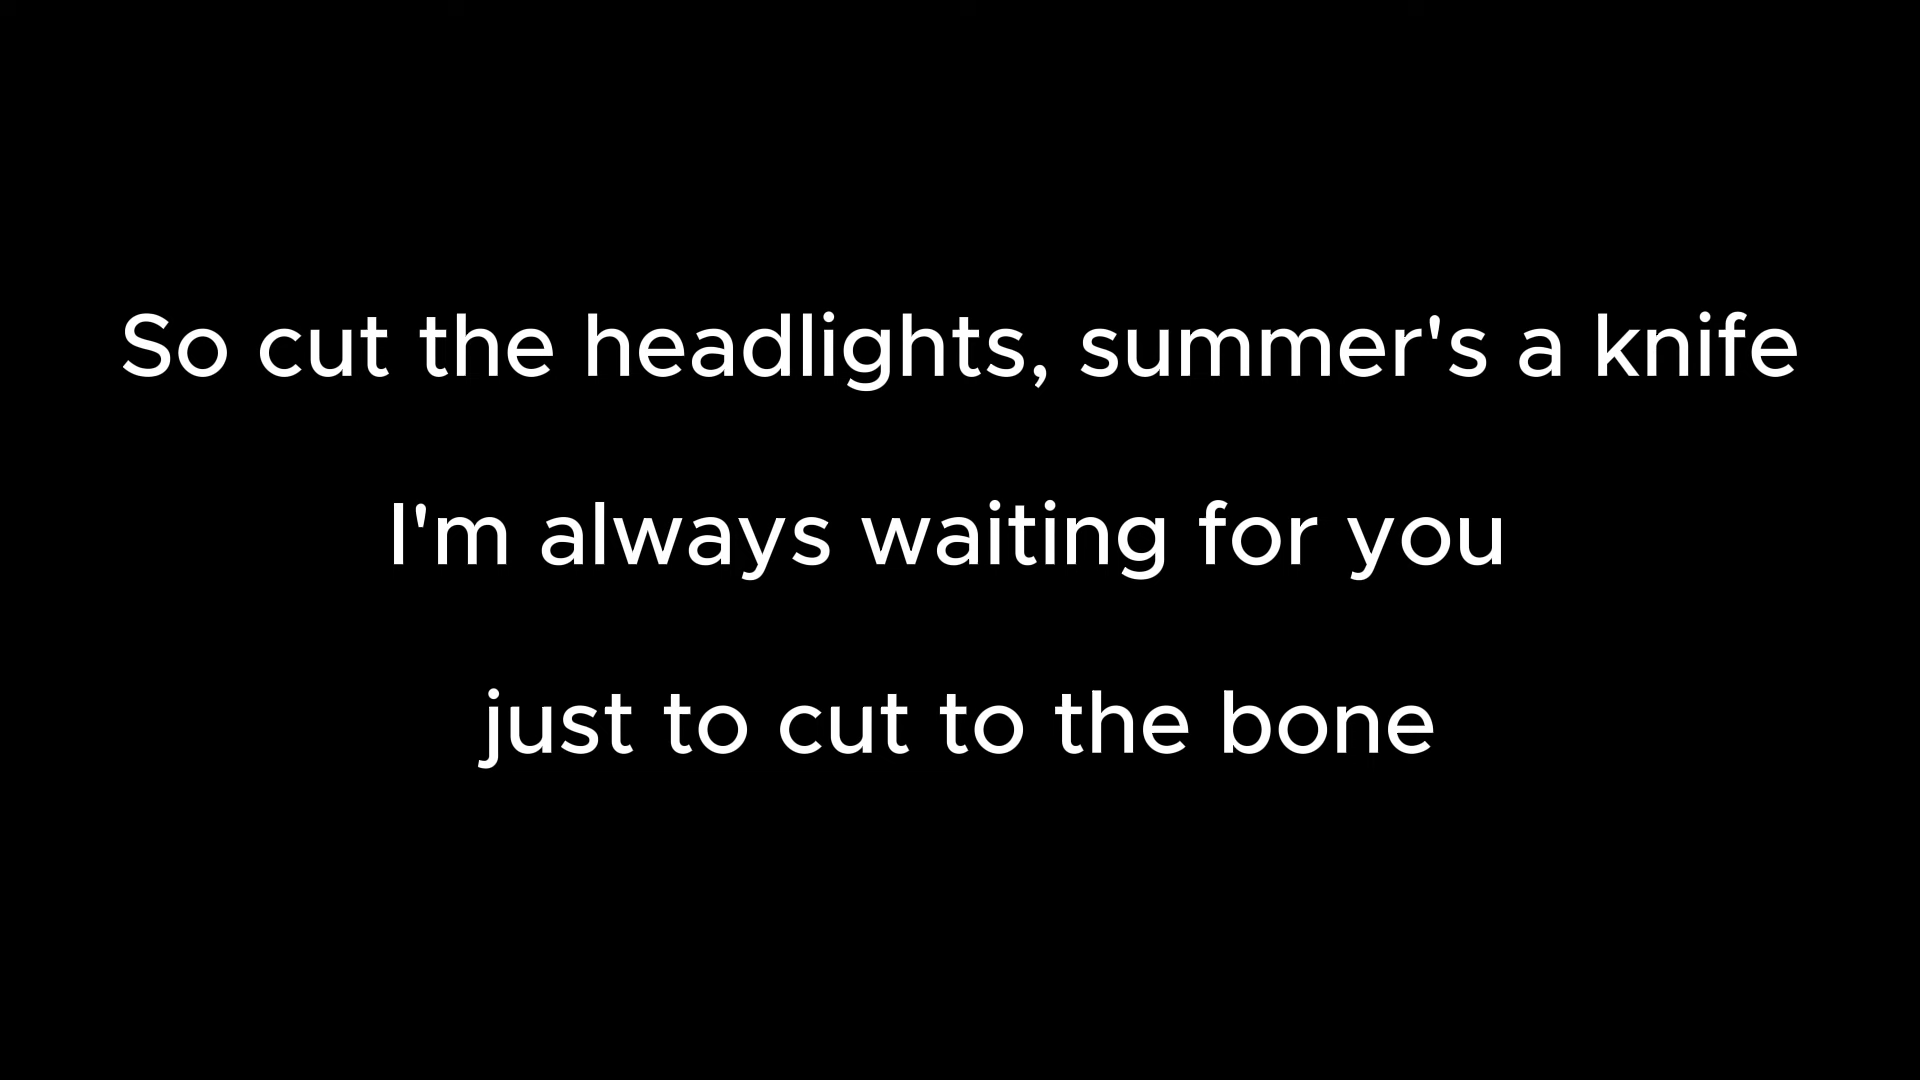 So cut the headlights, summer's a knife
I'm always waiting for you
just to cut to the bone